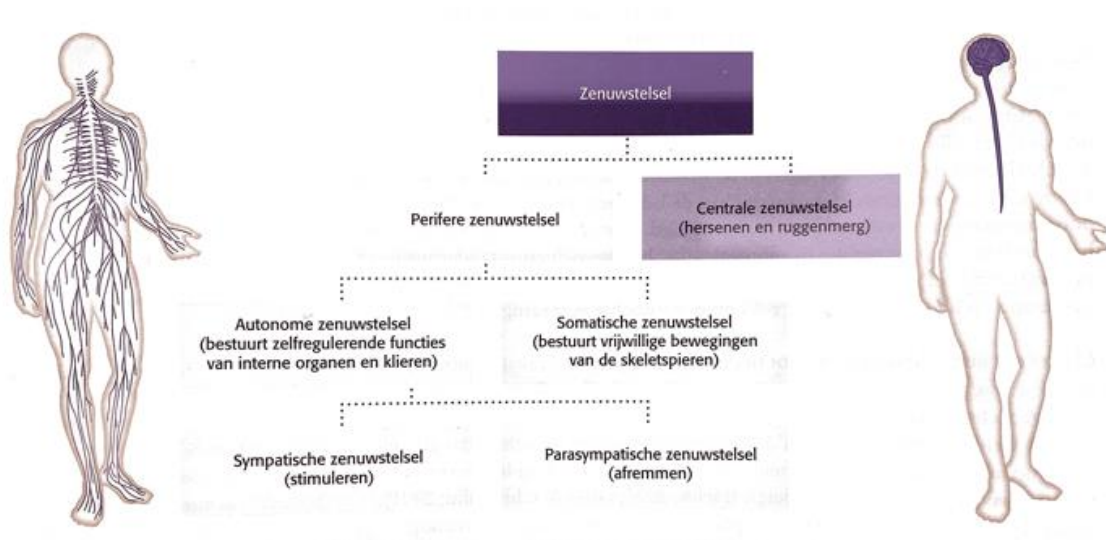 Zenuwstelsel
Perifere zenuwstelsel
Centrale zenuwstelsel
(hersenen en ruggenmerg)
Autonome zenuwstelsel
(bestuurt zelfregulerende functies
van interne organen en klieren)
Somatische zenuwstelsel
(bestuurt vrijwillige bewegingen
van de skeletspieren)
Sympatische zenuwstelsel
(stimuleren)
Parasympatische zenuwstelsel
(afremmen)